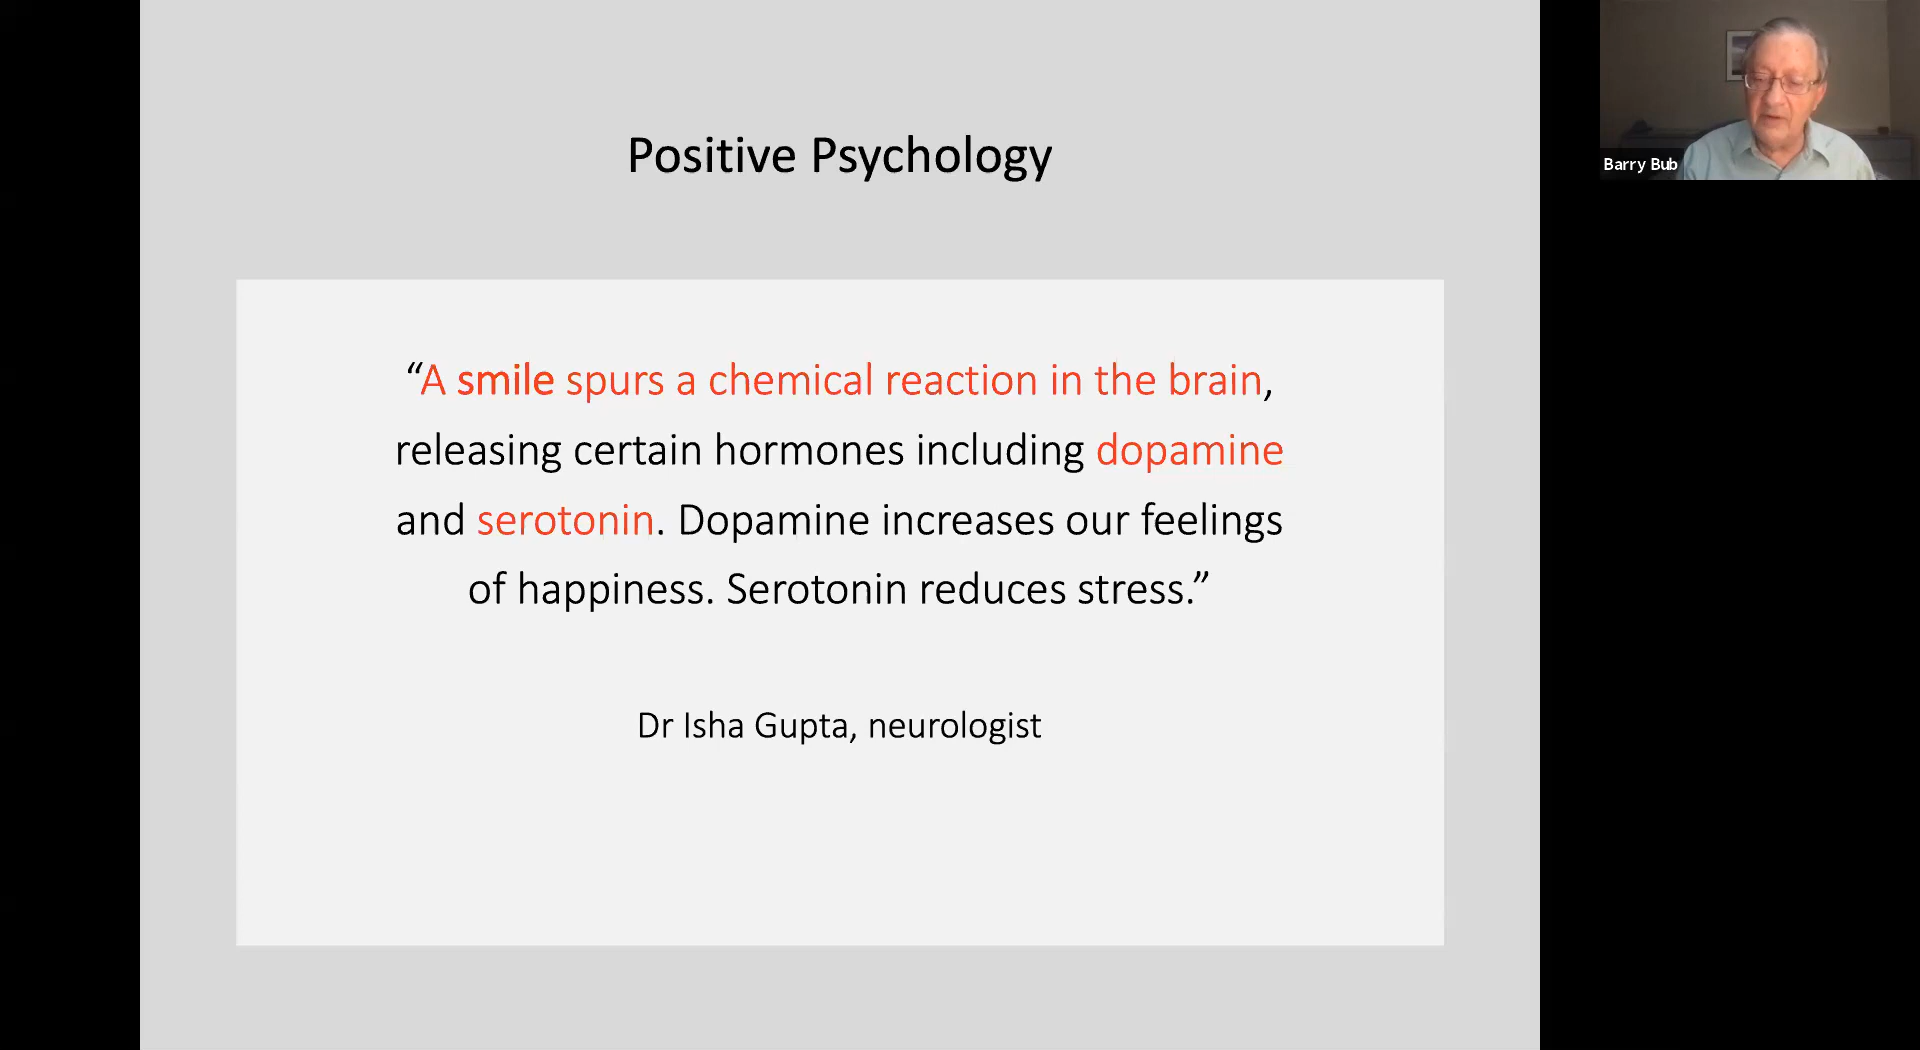 Positive Psychology
“A smile spurs a chemical reaction in the brain,
releasing certain hormones including dopamine
and serotonin. Dopamine increases our feelings
of happiness. Serotonin reduces stress.”
Dr Isha Gupta, neurologist
Barry Bub